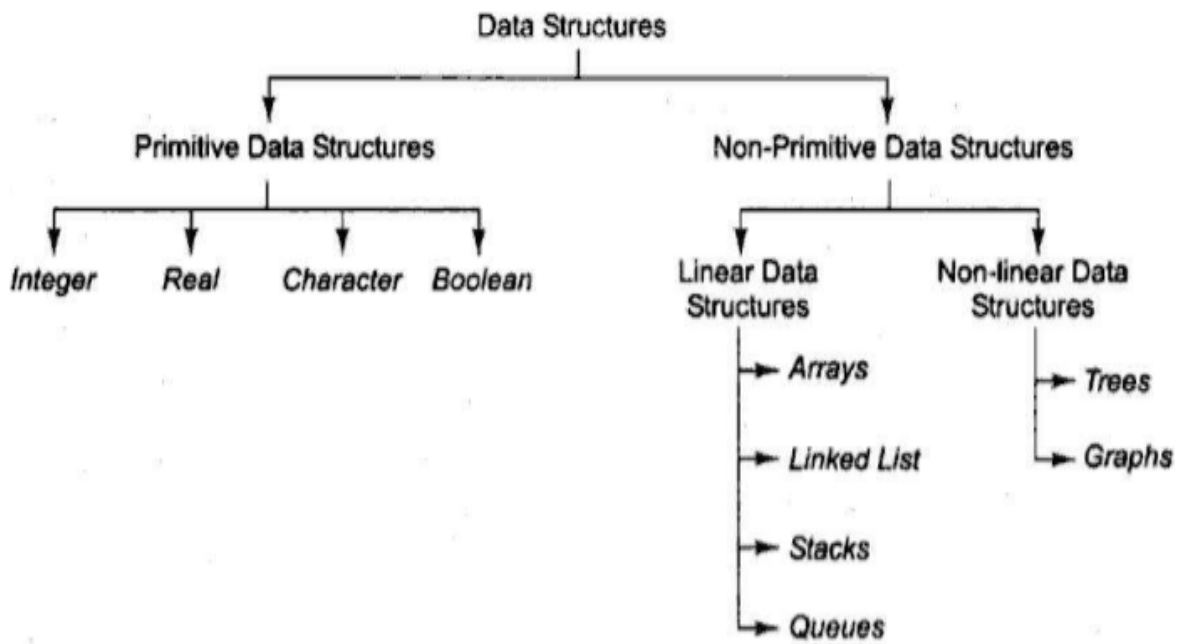 Data Structures
Primitive Data Structures
Non-Primitive Data Structures
Integer
Real
Character
Boolean
Linear Data
Structures
Non-linear Data
Structures
Arrays
Linked List
Stacks
Queues
Trees
Graphs